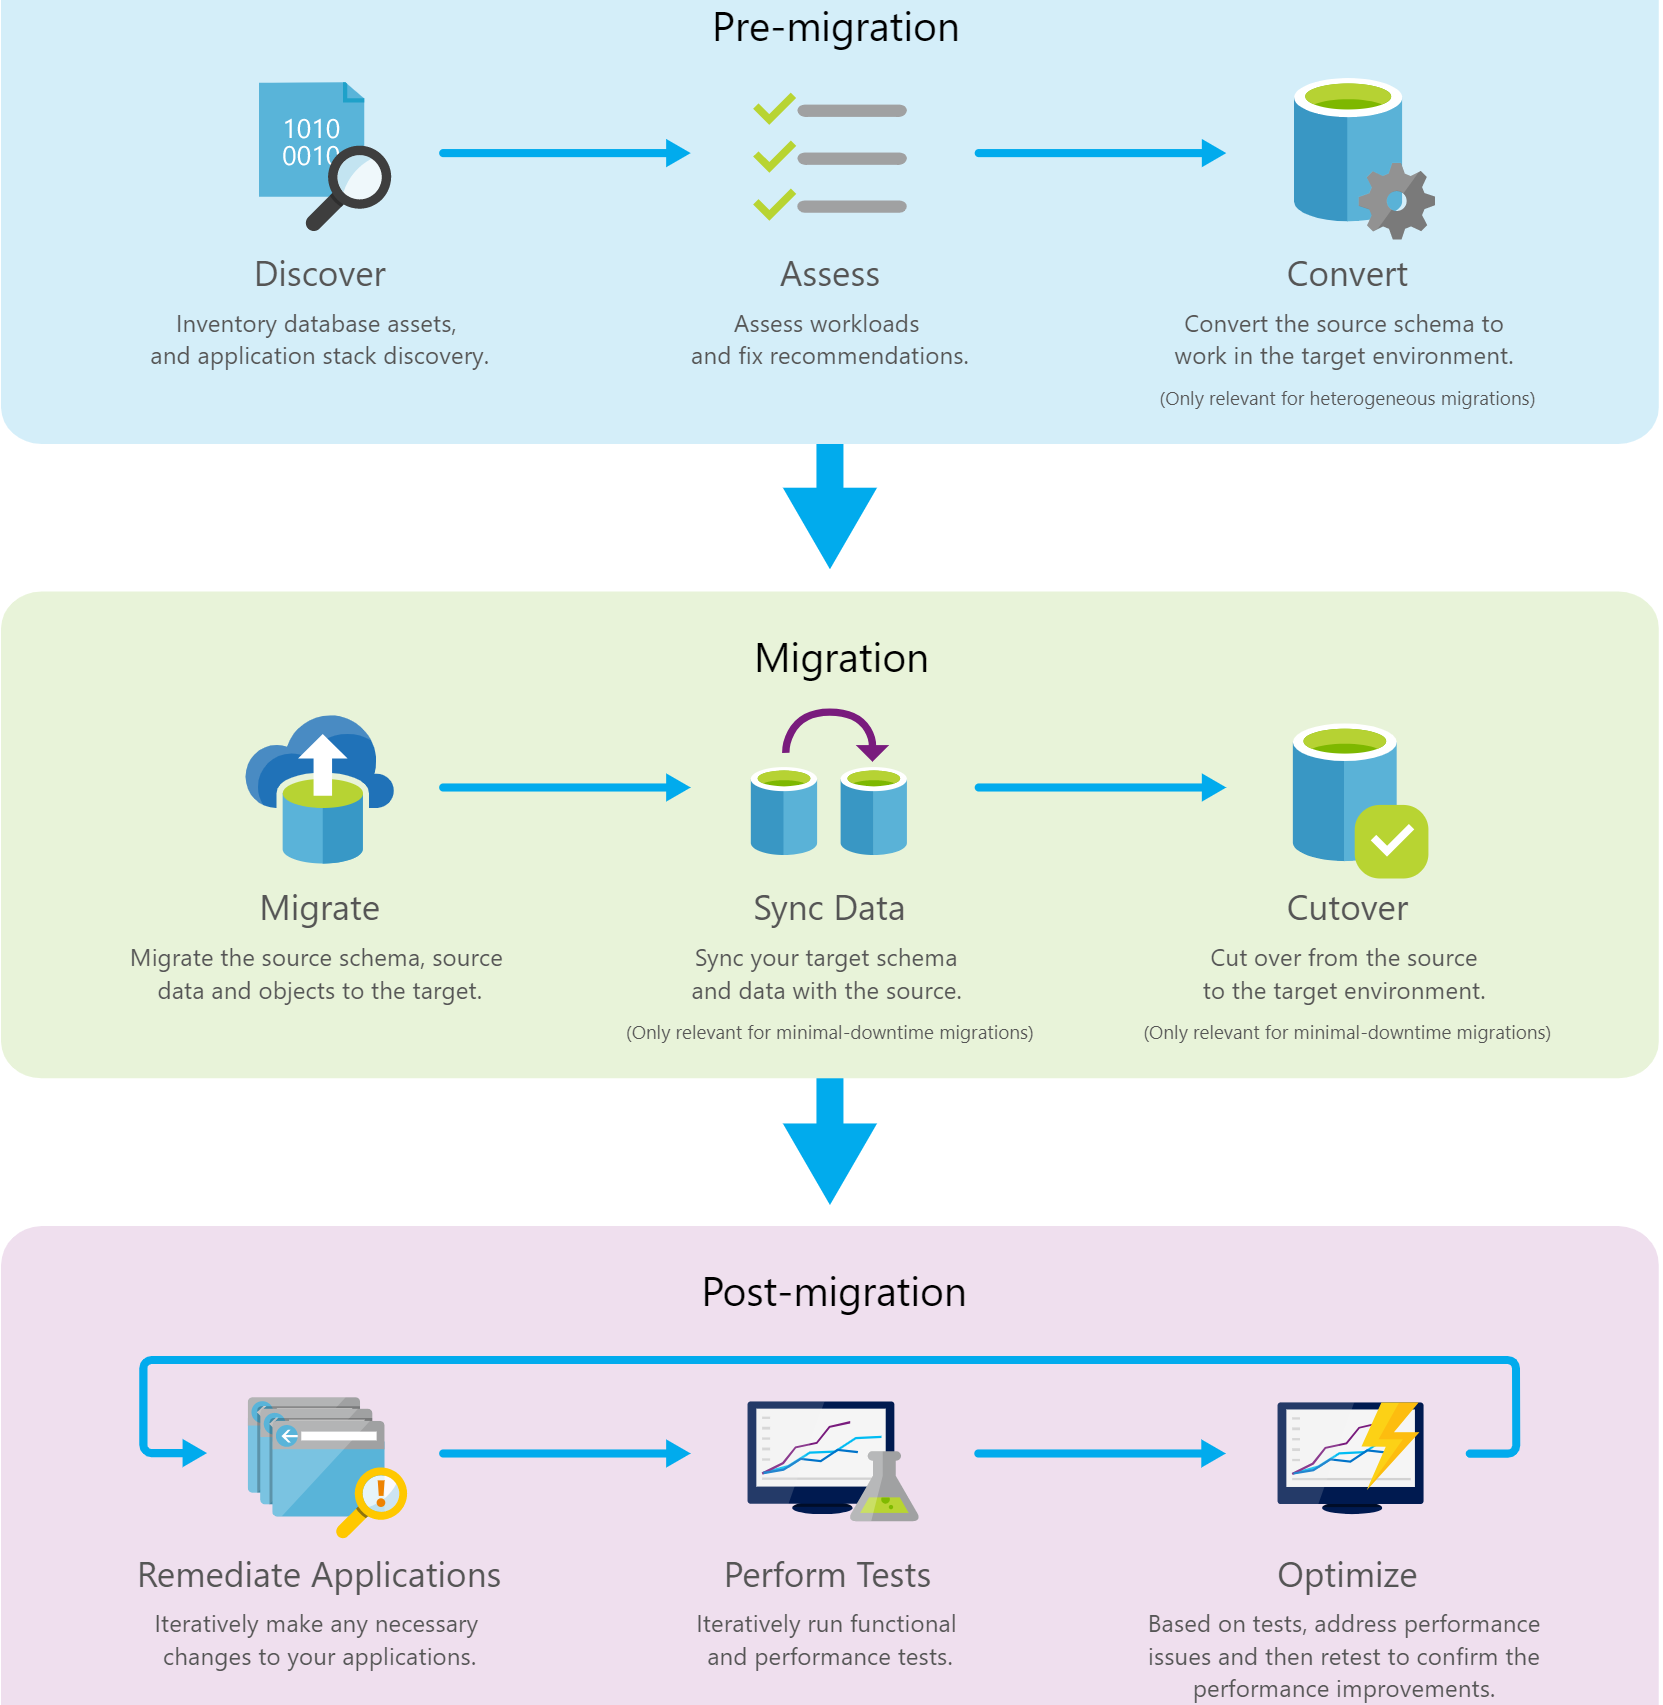 Pre-migration
1010
0010
Discover
Inventory database assets,
and application stack discovery.
Assess
Assess workloads
and fix recommendations.
Convert
Convert the source schema to
work in the target environment.
(Only relevant for heterogeneous migrations)
Migration
Migrate
Migrate the source schema, source
data and objects to the target.
Sync Data
Sync your target schema
and data with the source.
(Only relevant for minimal-downtime migrations)
Cutover
Cut over from the source
to the target environment.
(Only relevant for minimal-downtime migrations)
Post-migration
Remediate Applications
Iteratively make any necessary
changes to your applications.
Perform Tests
Iteratively run functional
and performance tests.
Optimize
Based on tests, address performance
issues and then retest to confirm the
performance improvements.